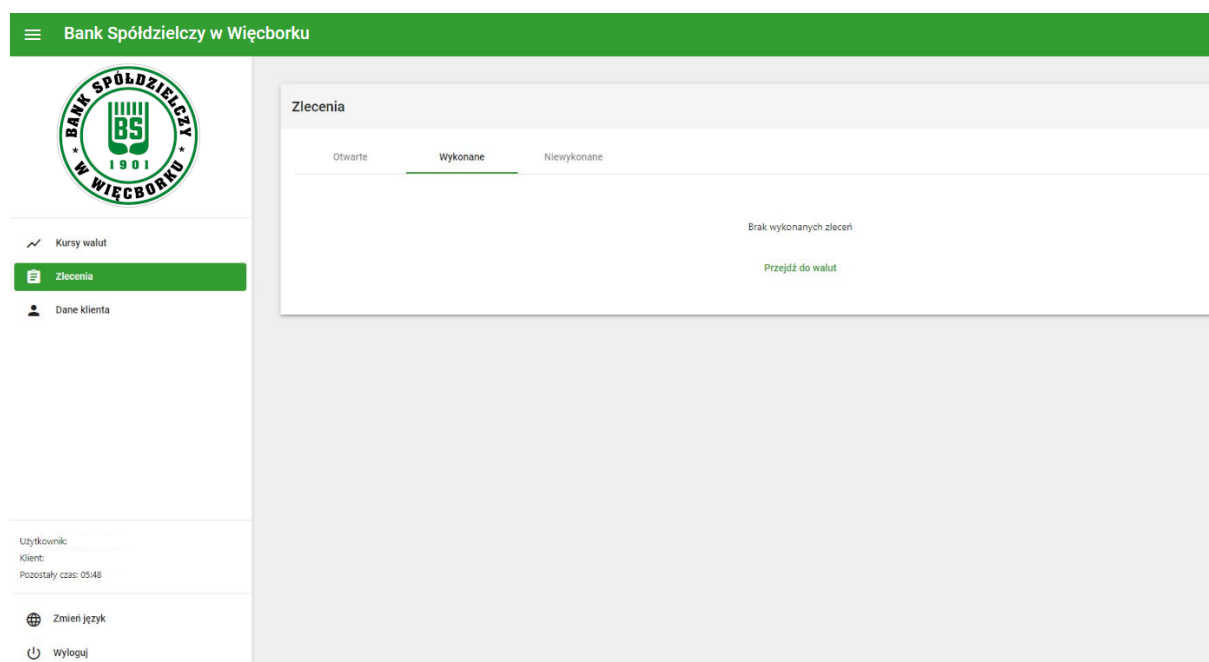 Bank Spółdzielczy w Więcborku
BANK SPÓŁDZIELCZY
BS
1901
* W WIĘCBORKU *
Zlecenia
Otwarte Wykonane Niewykonane
Brak wykonanych zleceń
Przejdź do walut
Kursy walut
Zlecenia
Dane klienta
Użytkownik:
Klient:
Pozostały czas: 05:48
Zmień język
Wyloguj